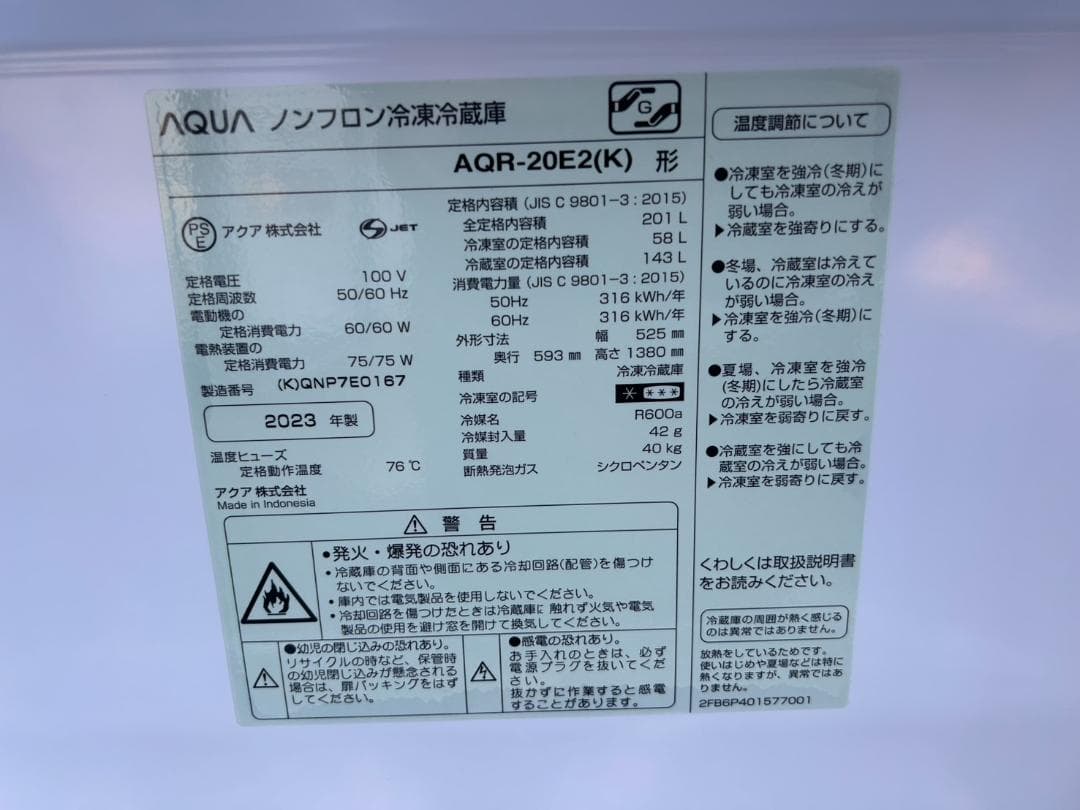 AQUA ノンフロン冷凍冷蔵庫
G
AQR-20E2(K) 形
PS
E
アクア 株式会社
S JET
定格電圧 100 V
定格周波数 50/60 Hz
電動機の
定格消費電力 60/60 W
電熱装置の
定格消費電力 75/75 W
製造番号 (K)QNP7E0167
2023 年製
温度ヒューズ
定格動作温度 76 ℃
アクア 株式会社
Made in Indonesia
定格内容積 (JIS C 9801-3 : 2015)
全定格内容積 201 L
冷凍室の定格内容積 58 L
冷蔵室の定格内容積 143 L
消費電力量 (JIS C 9801-3 : 2015)
50Hz 316 kWh/年
60Hz 316 kWh/年
外形寸法 幅 525 mm
奥行 593 mm 高さ 1380 mm
種類 冷凍冷蔵庫
冷凍室の記号 * ***
冷媒名 R600a
冷媒封入量 42 g
質量 40 kg
断熱発泡ガス シクロペンタン
⚠ 警 告
●発火・爆発の恐れあり
・冷蔵庫の背面や側面にある冷却回路(配管)を傷つけ
ないでください。
・庫内では電気製品を使用しないでください。
・冷却回路を傷つけたときは冷蔵庫に 触れず火気や電気
製品の使用を避け窓を開けて換気してください。
●幼児の閉じ込みの恐れあり。
リサイクルの時など、保管時
の幼児閉じ込みが懸念される
場合は、扉パッキングをはず
してください。
●感電の恐れあり。
お手入れのときは、必ず
電源プラグを抜いてくだ
さい。
抜かずに作業すると感電
することがあります。
温度調節について
●冷凍室を強冷(冬期)に
しても冷凍室の冷えが
弱い場合。
▶冷蔵室を強寄りにする。
●冬場、冷蔵室は冷えて
いるのに冷凍室の冷え
が弱い場合。
▶冷凍室を強冷(冬期)に
する。
●夏場、冷凍室を強冷
(冬期)にしたら冷蔵室
の冷えが弱い場合。
▶冷凍室を弱寄りに戻す。
●冷蔵室を強にしても冷
蔵室の冷えが弱い場合。
▶冷凍室を弱寄りに戻す。
くわしくは取扱説明書
をお読みください。
冷蔵庫の周囲が熱く感じる
のは異常ではありません。
放熱をしているためです。
使いはじめや夏場などは特に
熱くなりますが、異常ではあ
りません。
2FB6P401577001